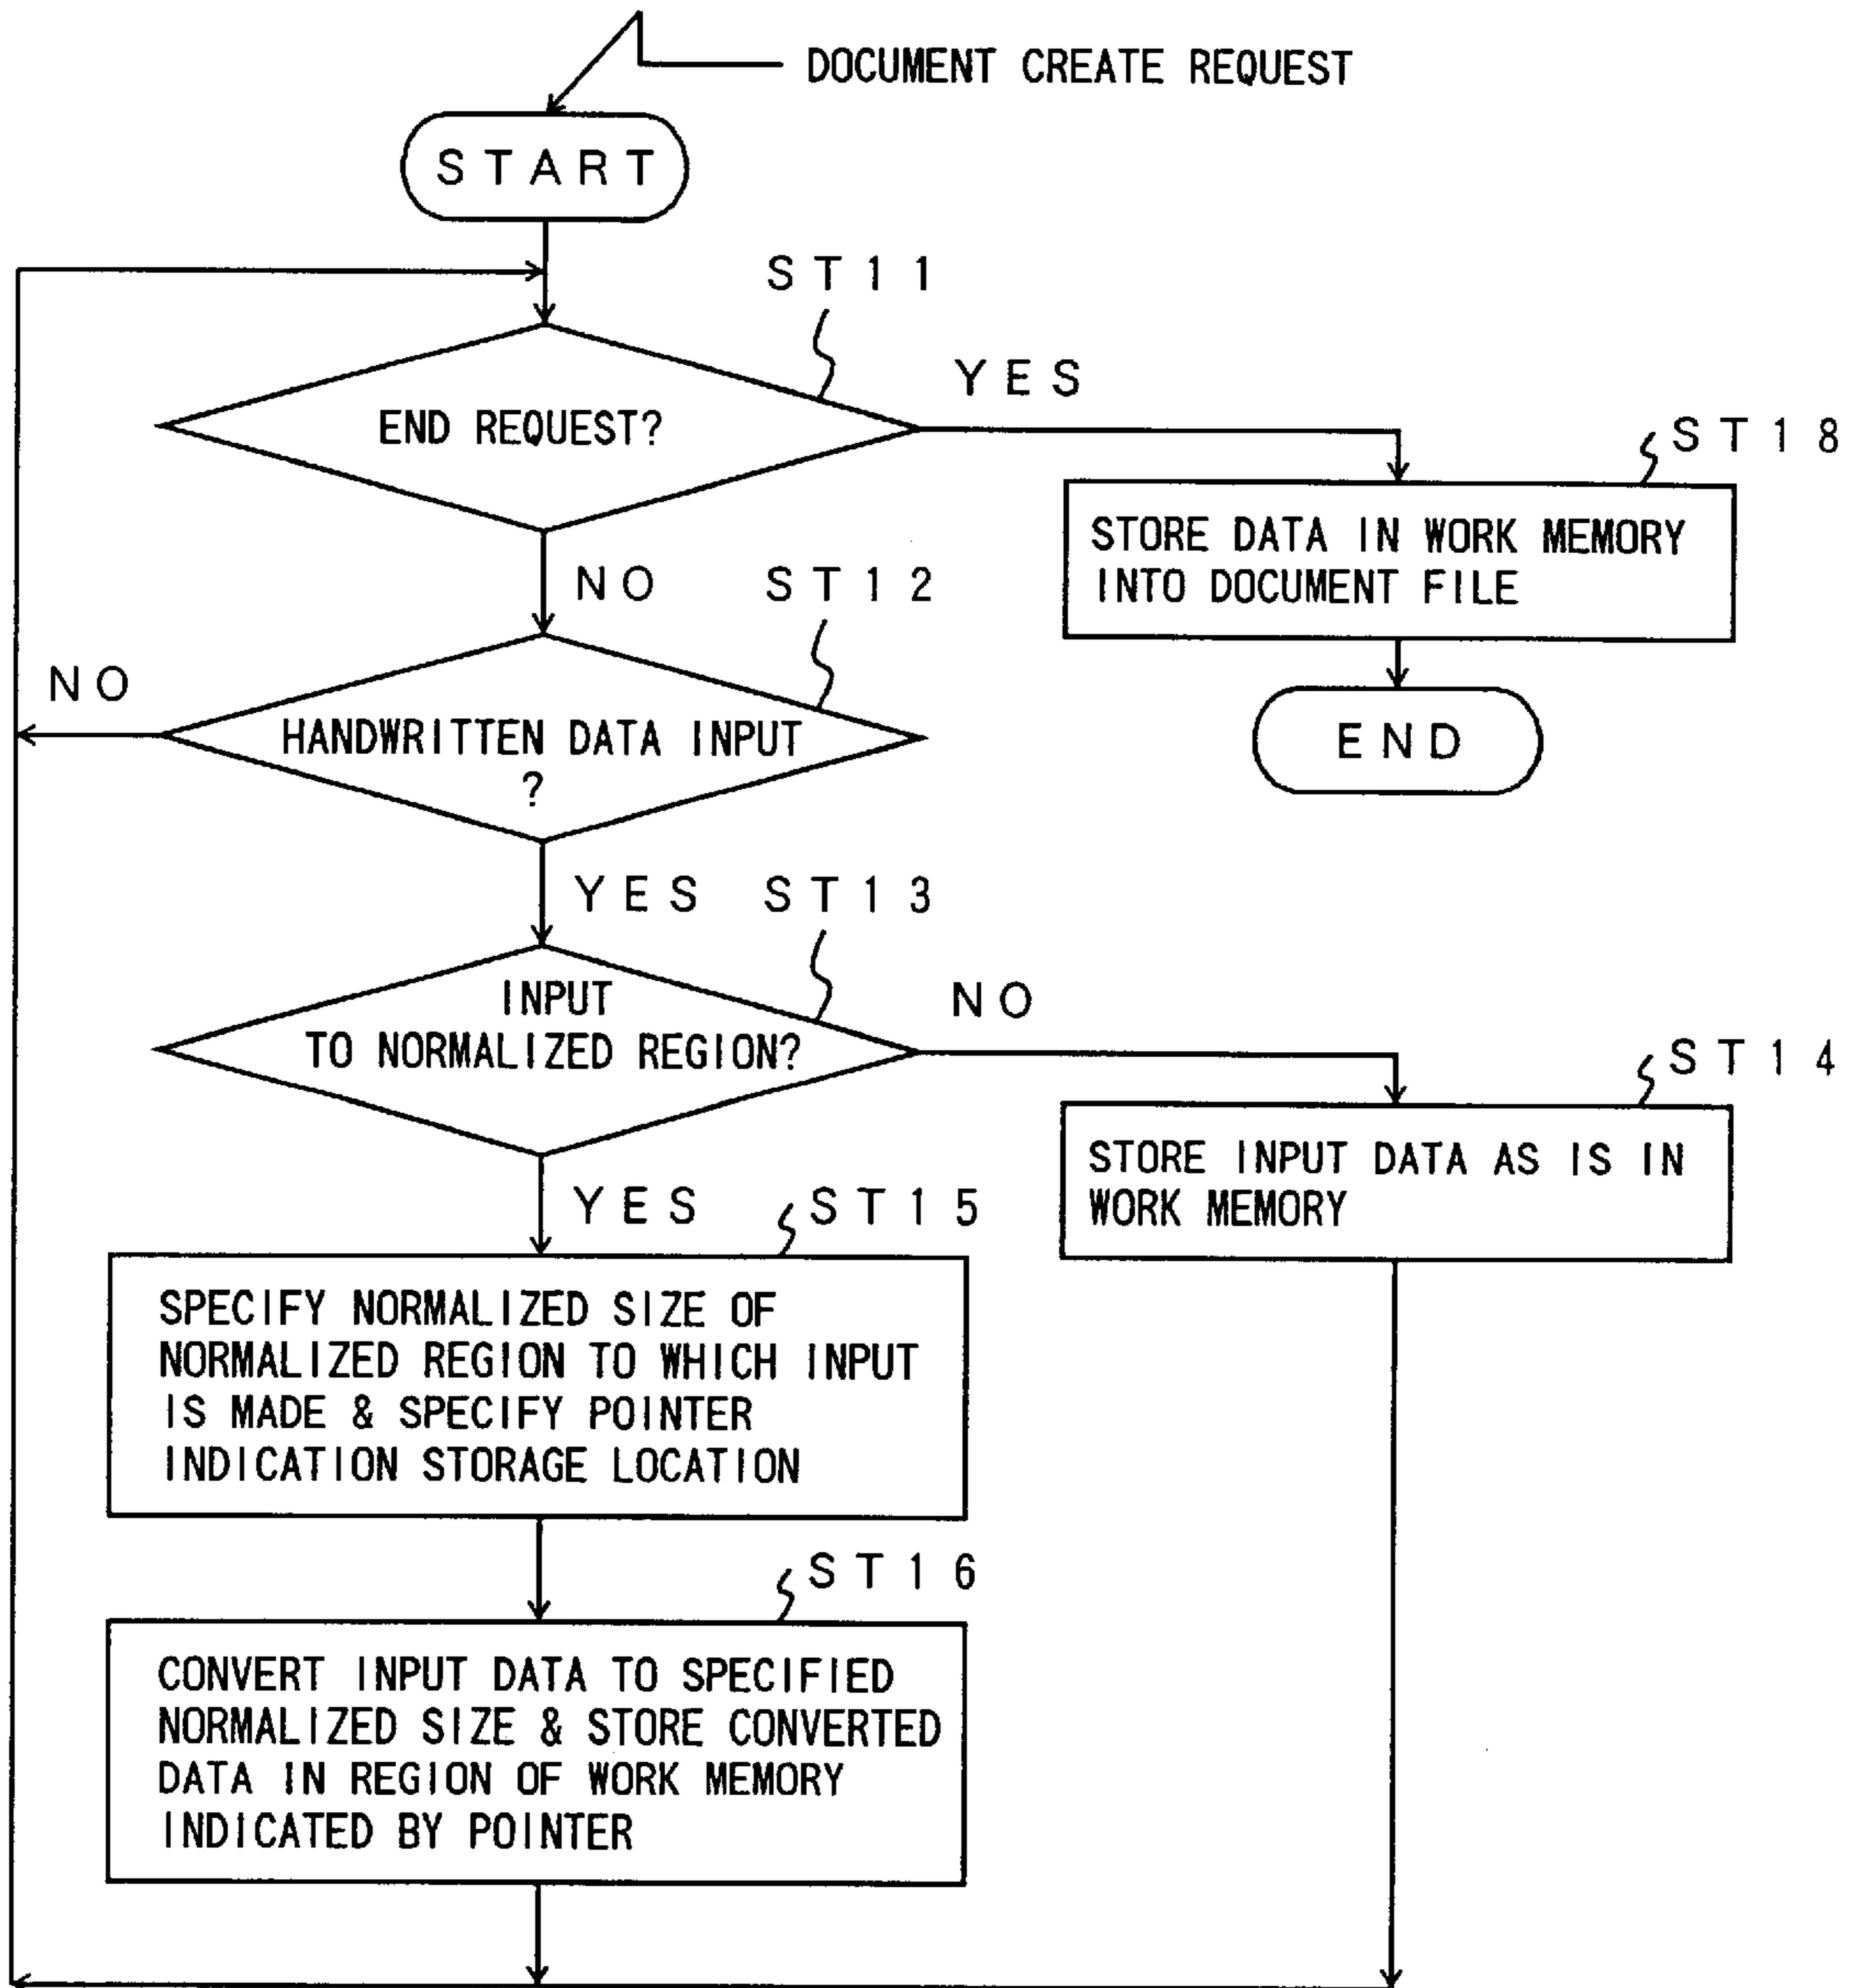 DOCUMENT CREATE REQUEST
START
ST11
END REQUEST?
YES
ST18
STORE DATA IN WORK MEMORY
INTO DOCUMENT FILE
END
NO
ST12
NO
HANDWRITTEN DATA INPUT
?
YES
ST13
INPUT
TO NORMALIZED REGION?
NO
ST14
STORE INPUT DATA AS IS IN
WORK MEMORY
YES
ST15
SPECIFY NORMALIZED SIZE OF
NORMALIZED REGION TO WHICH INPUT
IS MADE & SPECIFY POINTER
INDICATION STORAGE LOCATION
ST16
CONVERT INPUT DATA TO SPECIFIED
NORMALIZED SIZE & STORE CONVERTED
DATA IN REGION OF WORK MEMORY
INDICATED BY POINTER